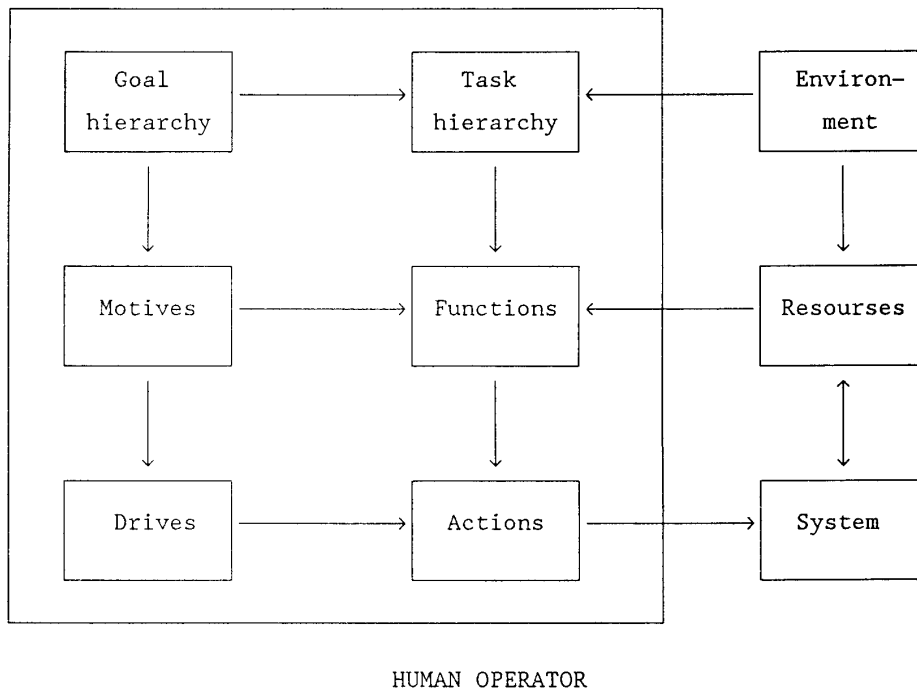 Goal
hierarchy
Task
hierarchy
Environ-
ment
Motives
Functions
Resourses
Drives
Actions
System
HUMAN OPERATOR